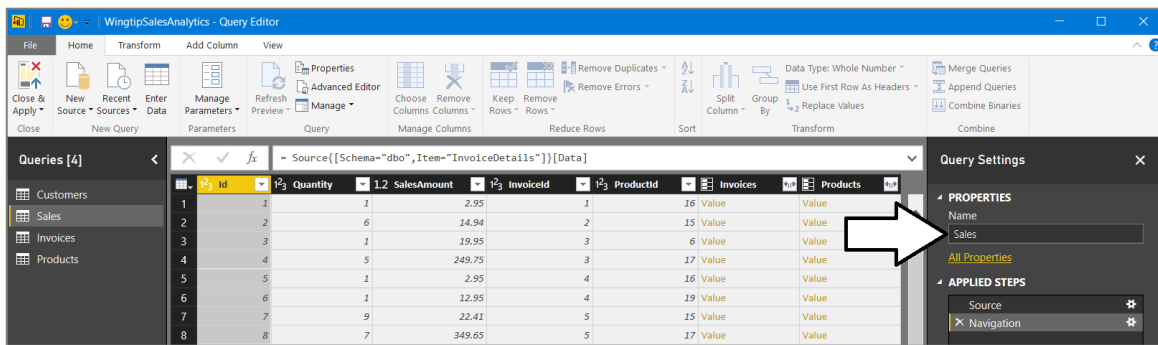 WingtipSalesAnalytics - Query Editor
File Home Transform Add Column View
Close & Apply
New Source
Recent Sources
Enter Data
Manage Parameters
Refresh Preview
Properties
Advanced Editor
Manage
Choose Columns
Remove Columns
Keep Rows
Remove Rows
Remove Duplicates
Remove Errors
Split Column
Group By
Data Type: Whole Number
Use First Row As Headers
Replace Values
Merge Queries
Append Queries
Combine Binaries
Close New Query Parameters Query Manage Columns Reduce Rows Sort Transform Combine
Queries [4]
Customers
Sales
Invoices
Products
fx = Source{[Schema="dbo",Item="InvoiceDetails"]}[Data]
Id Quantity 1.2 SalesAmount InvoiceId ProductId Invoices Products
1 1 1 2.95 1 16 Value Value
2 2 6 14.94 2 15 Value Value
3 3 1 19.95 3 6 Value Value
4 4 5 249.75 3 17 Value Value
5 5 1 2.95 4 16 Value Value
6 6 1 12.95 4 19 Value Value
7 7 9 22.41 5 15 Value Value
8 8 7 349.65 5 17 Value Value
Query Settings
PROPERTIES
Name
Sales
All Properties
APPLIED STEPS
Source
Navigation